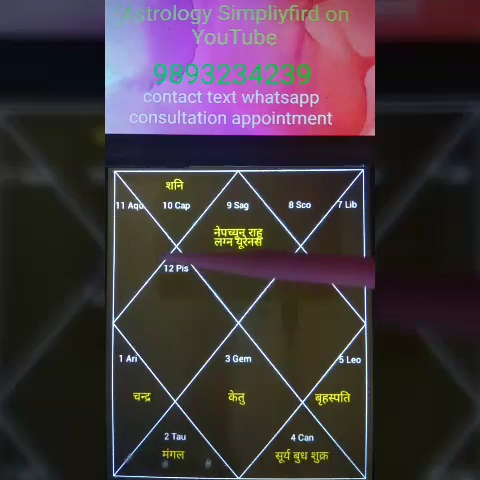 Astrology Simpliyfird on
YouTube
9893234239
contact text whatsapp
consultation appointment
शनि
11 Aqu 10 Cap 9 Sag 8 Sco 7 Lib
नेपच्यून राहू
लग्न यूरेनस
12 Pis
1 Ari 3 Gem 5 Leo
चन्द्र केतु बृहस्पति
2 Tau 4 Can
मंगल सूर्य बुध शुक्र